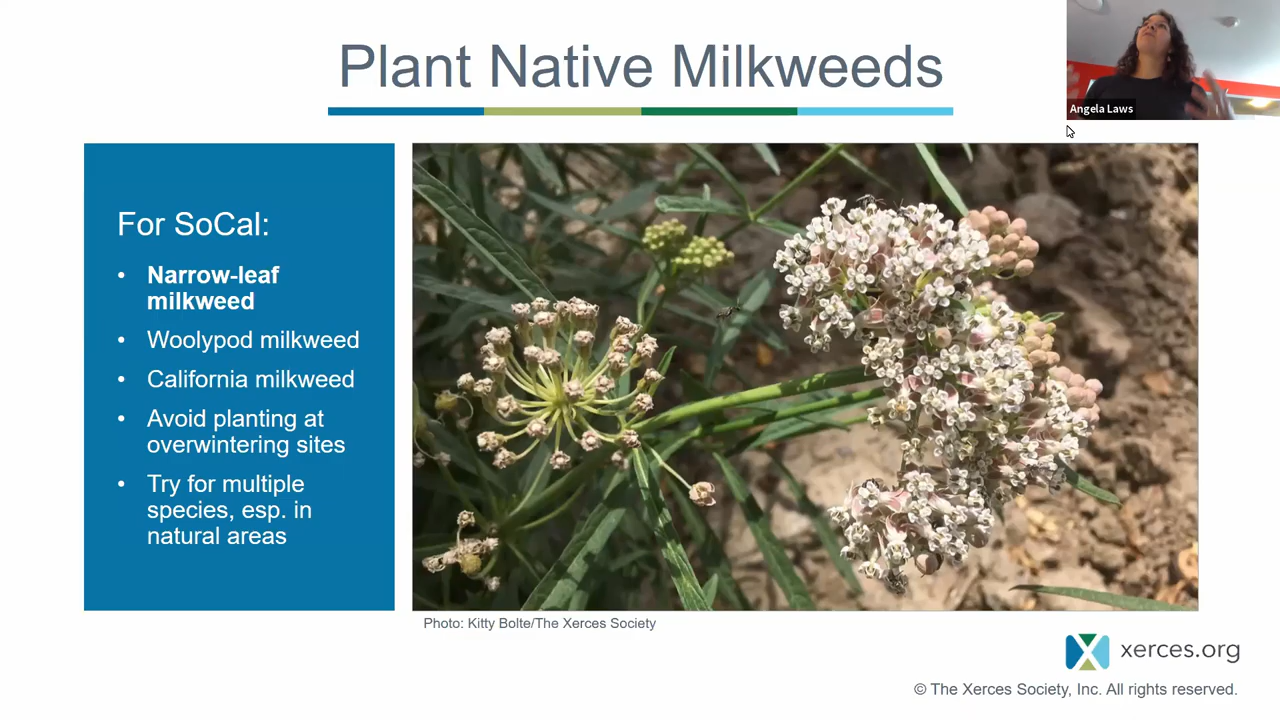 Plant Native Milkweeds
Angela Laws
For SoCal:
• Narrow-leaf
milkweed
• Woolypod milkweed
• California milkweed
• Avoid planting at
overwintering sites
• Try for multiple
species, esp. in
natural areas
Photo: Kitty Bolte/The Xerces Society
xerces.org
© The Xerces Society, Inc. All rights reserved.